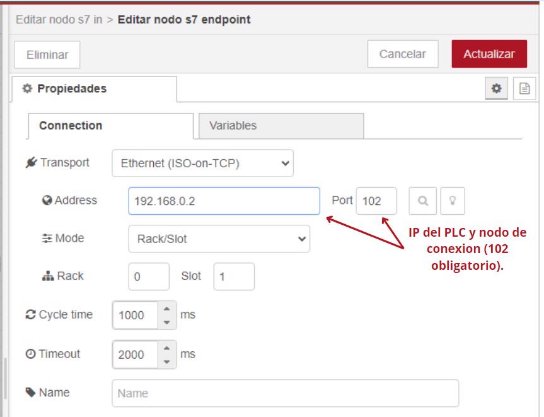 Editar nodo s7 in > Editar nodo s7 endpoint
Eliminar
Cancelar
Actualizar
Propiedades
Connection
Variables
Transport
Ethernet (ISO-on-TCP)
Address
192.168.0.2
Port
102
IP del PLC y nodo de
conexion (102
obligatorio).
Mode
Rack/Slot
Rack
0
Slot
1
Cycle time
1000
ms
Timeout
2000
ms
Name
Name